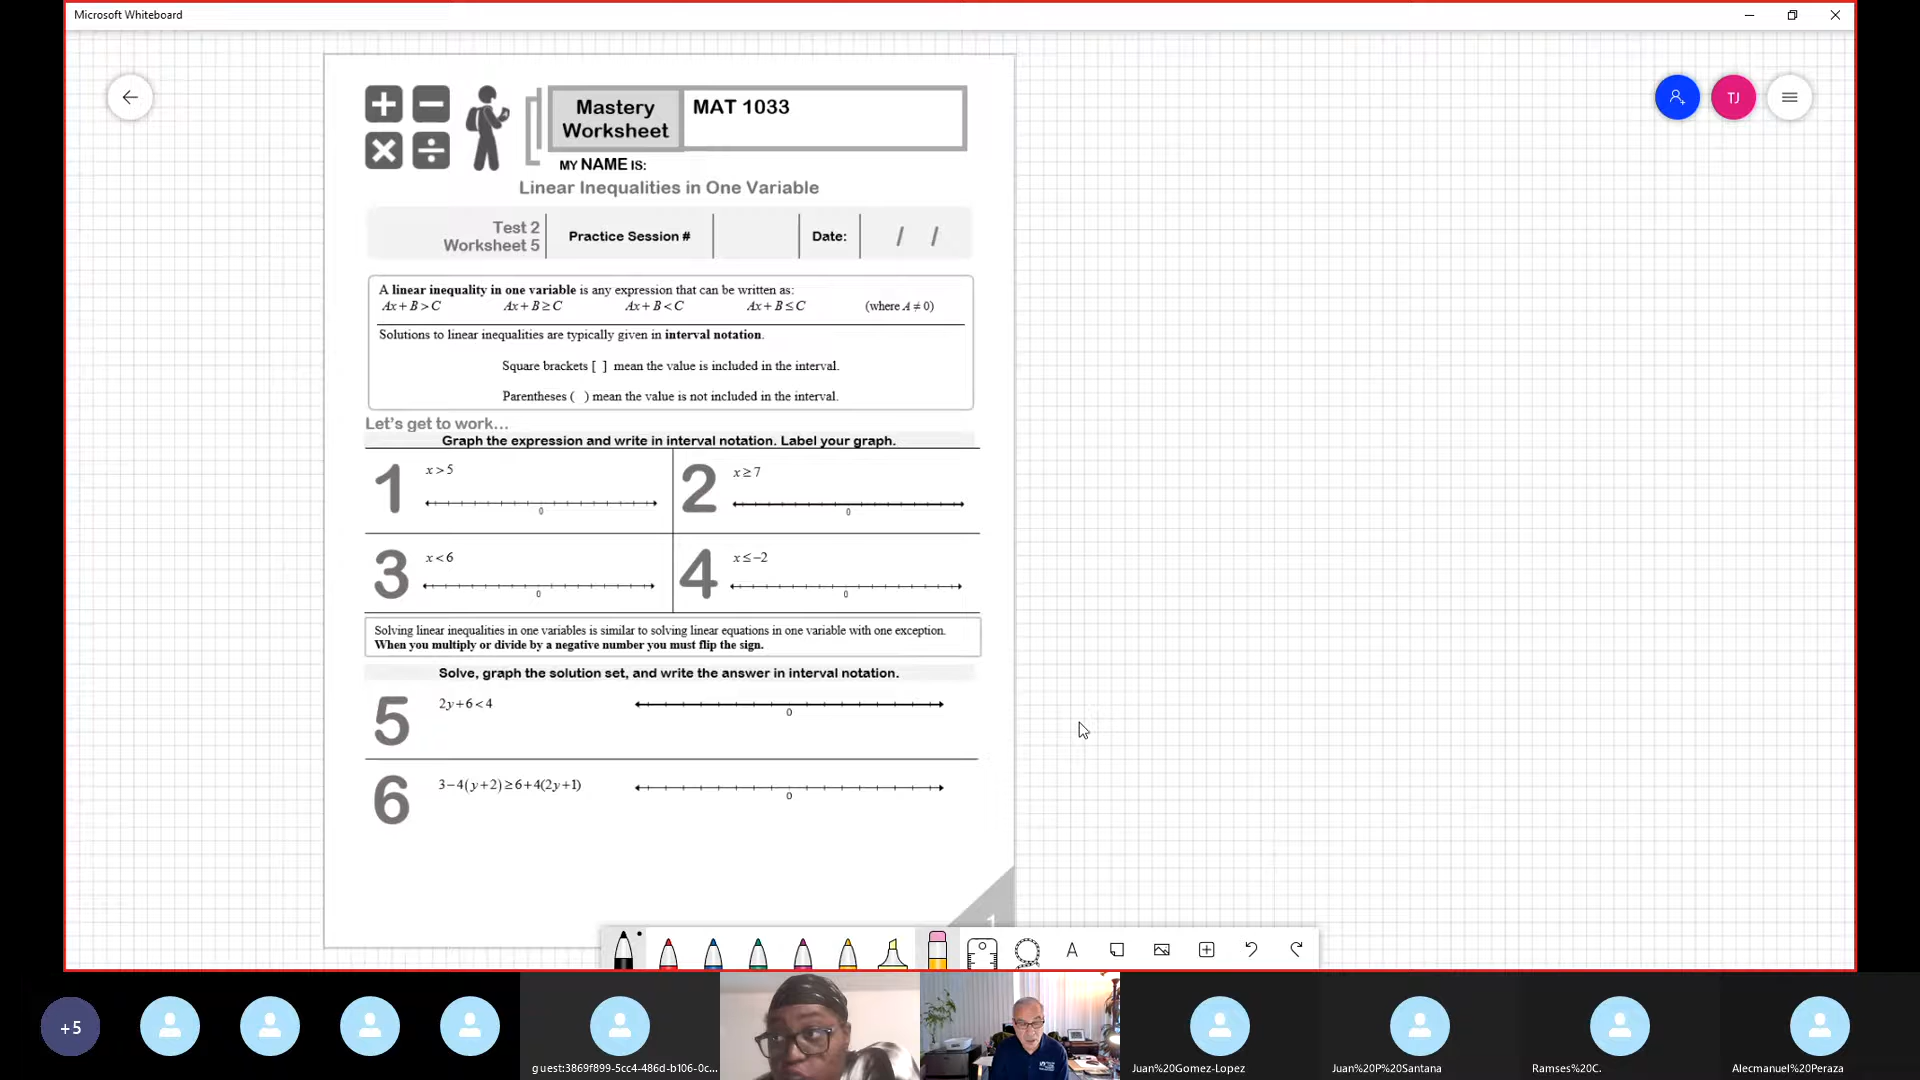 Microsoft Whiteboard
TJ
Mastery
Worksheet
MAT 1033
MY NAME IS:
Linear Inequalities in One Variable
Test 2
Worksheet 5
Practice Session #
Date:
/ /
A linear inequality in one variable is any expression that can be written as:
Ax + B > C Ax + B ≥ C Ax + B < C Ax + B ≤ C (where A ≠ 0)
Solutions to linear inequalities are typically given in interval notation.
Square brackets [ ] mean the value is included in the interval.
Parentheses ( ) mean the value is not included in the interval.
Let's get to work...
Graph the expression and write in interval notation. Label your graph.
1 x > 5
0
2 x ≥ 7
0
3 x < 6
0
4 x ≤ −2
0
Solving linear inequalities in one variables is similar to solving linear equations in one variable with one exception.
When you multiply or divide by a negative number you must flip the sign.
Solve, graph the solution set, and write the answer in interval notation.
5 2y + 6 < 4
0
6 3−4(y+2) ≥ 6+4(2y+1)
0
1
+5
guest:3869f899-5cc4-486d-b106-0c...
Juan%20Gomez-Lopez
Juan%20P%20Santana
Ramses%20C.
Alecmanuel%20Peraza